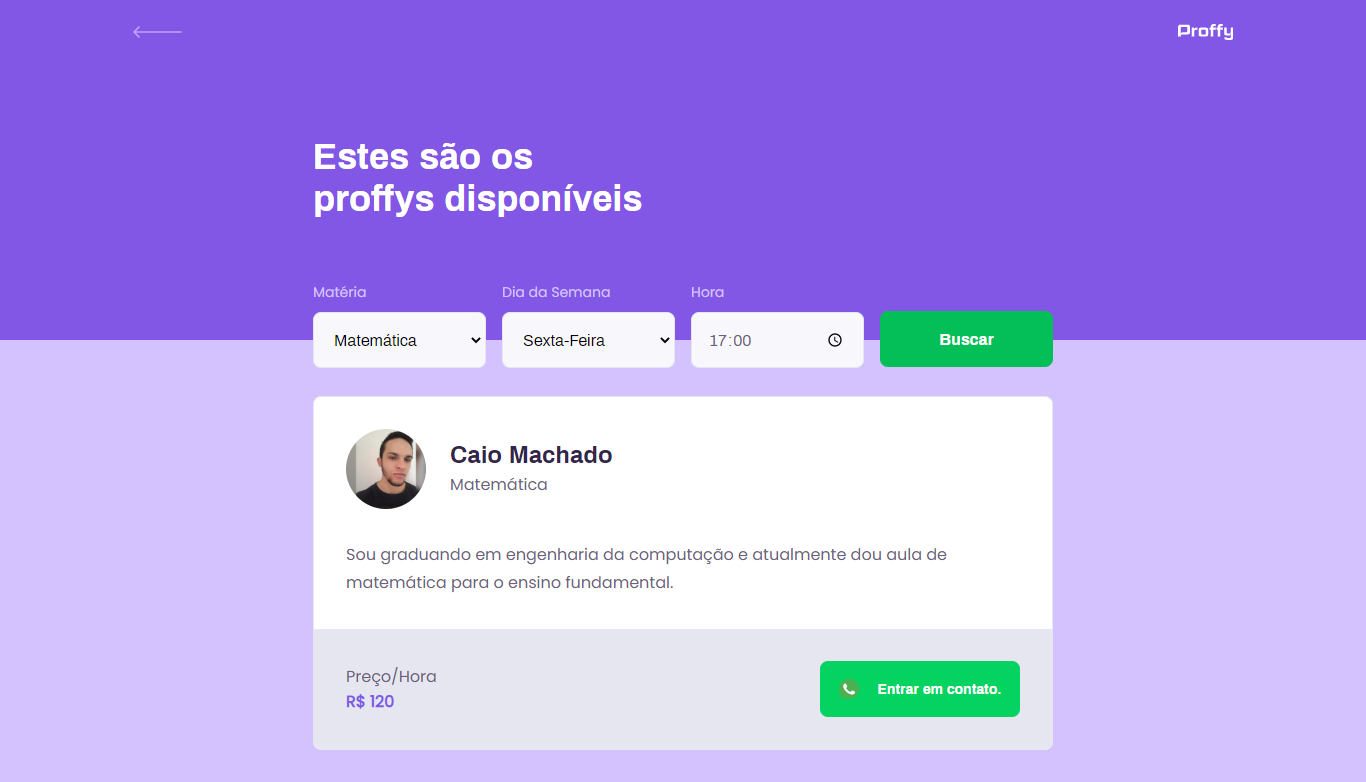 Proffy
Estes são os
proffys disponíveis
Matéria
Dia da Semana
Hora
Matemática
Sexta-Feira
17:00
Buscar
Caio Machado
Matemática
Sou graduando em engenharia da computação e atualmente dou aula de
matemática para o ensino fundamental.
Preço/Hora
R$ 120
Entrar em contato.